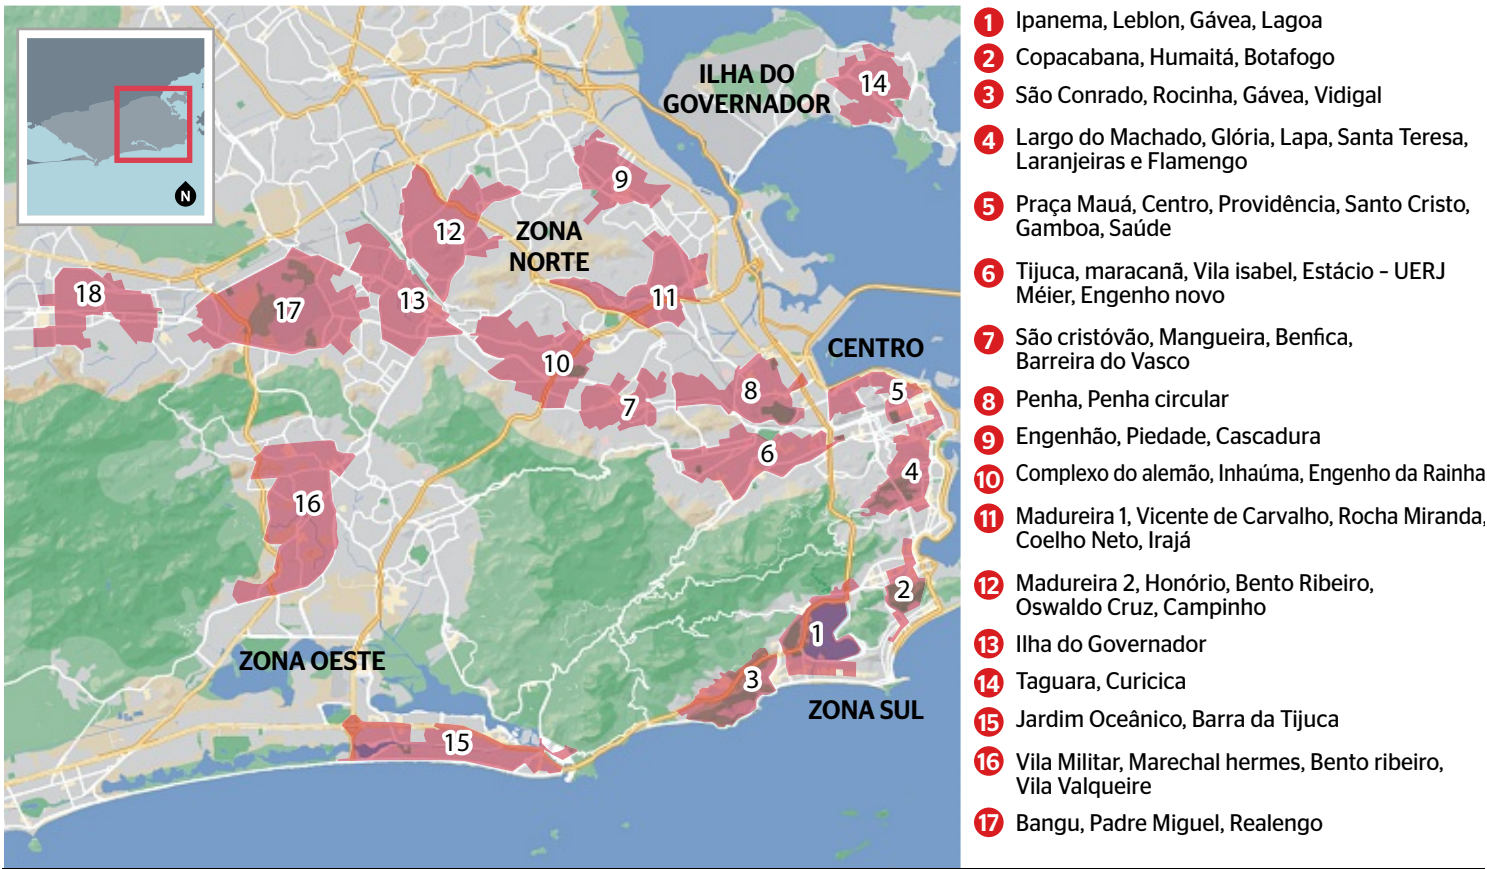 N
ILHA DO
GOVERNADOR
14
9
12
ZONA
NORTE
18
17
13
11
10
CENTRO
8
5
7
6
4
16
2
1
ZONA OESTE
3
ZONA SUL
15
1 Ipanema, Leblon, Gávea, Lagoa
2 Copacabana, Humaitá, Botafogo
3 São Conrado, Rocinha, Gávea, Vidigal
4 Largo do Machado, Glória, Lapa, Santa Teresa,
Laranjeiras e Flamengo
5 Praça Mauá, Centro, Providência, Santo Cristo,
Gamboa, Saúde
6 Tijuca, maracanã, Vila isabel, Estácio - UERJ
Méier, Engenho novo
7 São cristóvão, Mangueira, Benfica,
Barreira do Vasco
8 Penha, Penha circular
9 Engenhão, Piedade, Cascadura
10 Complexo do alemão, Inhaúma, Engenho da Rainha
11 Madureira 1, Vicente de Carvalho, Rocha Miranda,
Coelho Neto, Irajá
12 Madureira 2, Honório, Bento Ribeiro,
Oswaldo Cruz, Campinho
13 Ilha do Governador
14 Taguara, Curicica
15 Jardim Oceânico, Barra da Tijuca
16 Vila Militar, Marechal hermes, Bento ribeiro,
Vila Valqueire
17 Bangu, Padre Miguel, Realengo